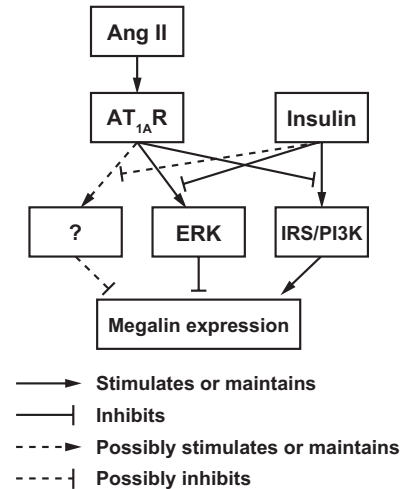 Ang II
AT1AR
Insulin
?
ERK
IRS/PI3K
Megalin expression
Stimulates or maintains
Inhibits
Possibly stimulates or maintains
Possibly inhibits